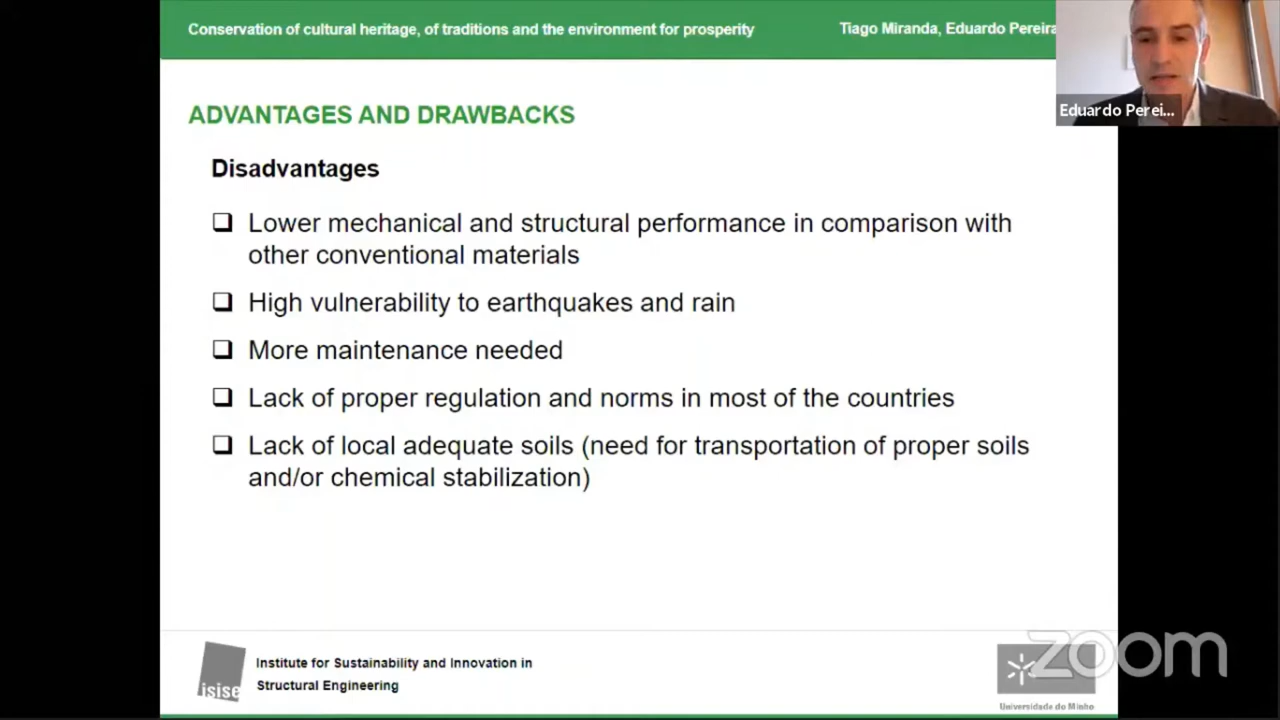 Conservation of cultural heritage, of traditions and the environment for prosperity
Tiago Miranda, Eduardo Pereira
Eduardo Perei...
ADVANTAGES AND DRAWBACKS
Disadvantages
Lower mechanical and structural performance in comparison with
other conventional materials
High vulnerability to earthquakes and rain
More maintenance needed
Lack of proper regulation and norms in most of the countries
Lack of local adequate soils (need for transportation of proper soils
and/or chemical stabilization)
isise
Institute for Sustainability and Innovation in
Structural Engineering
zoom
Universidade do Minho